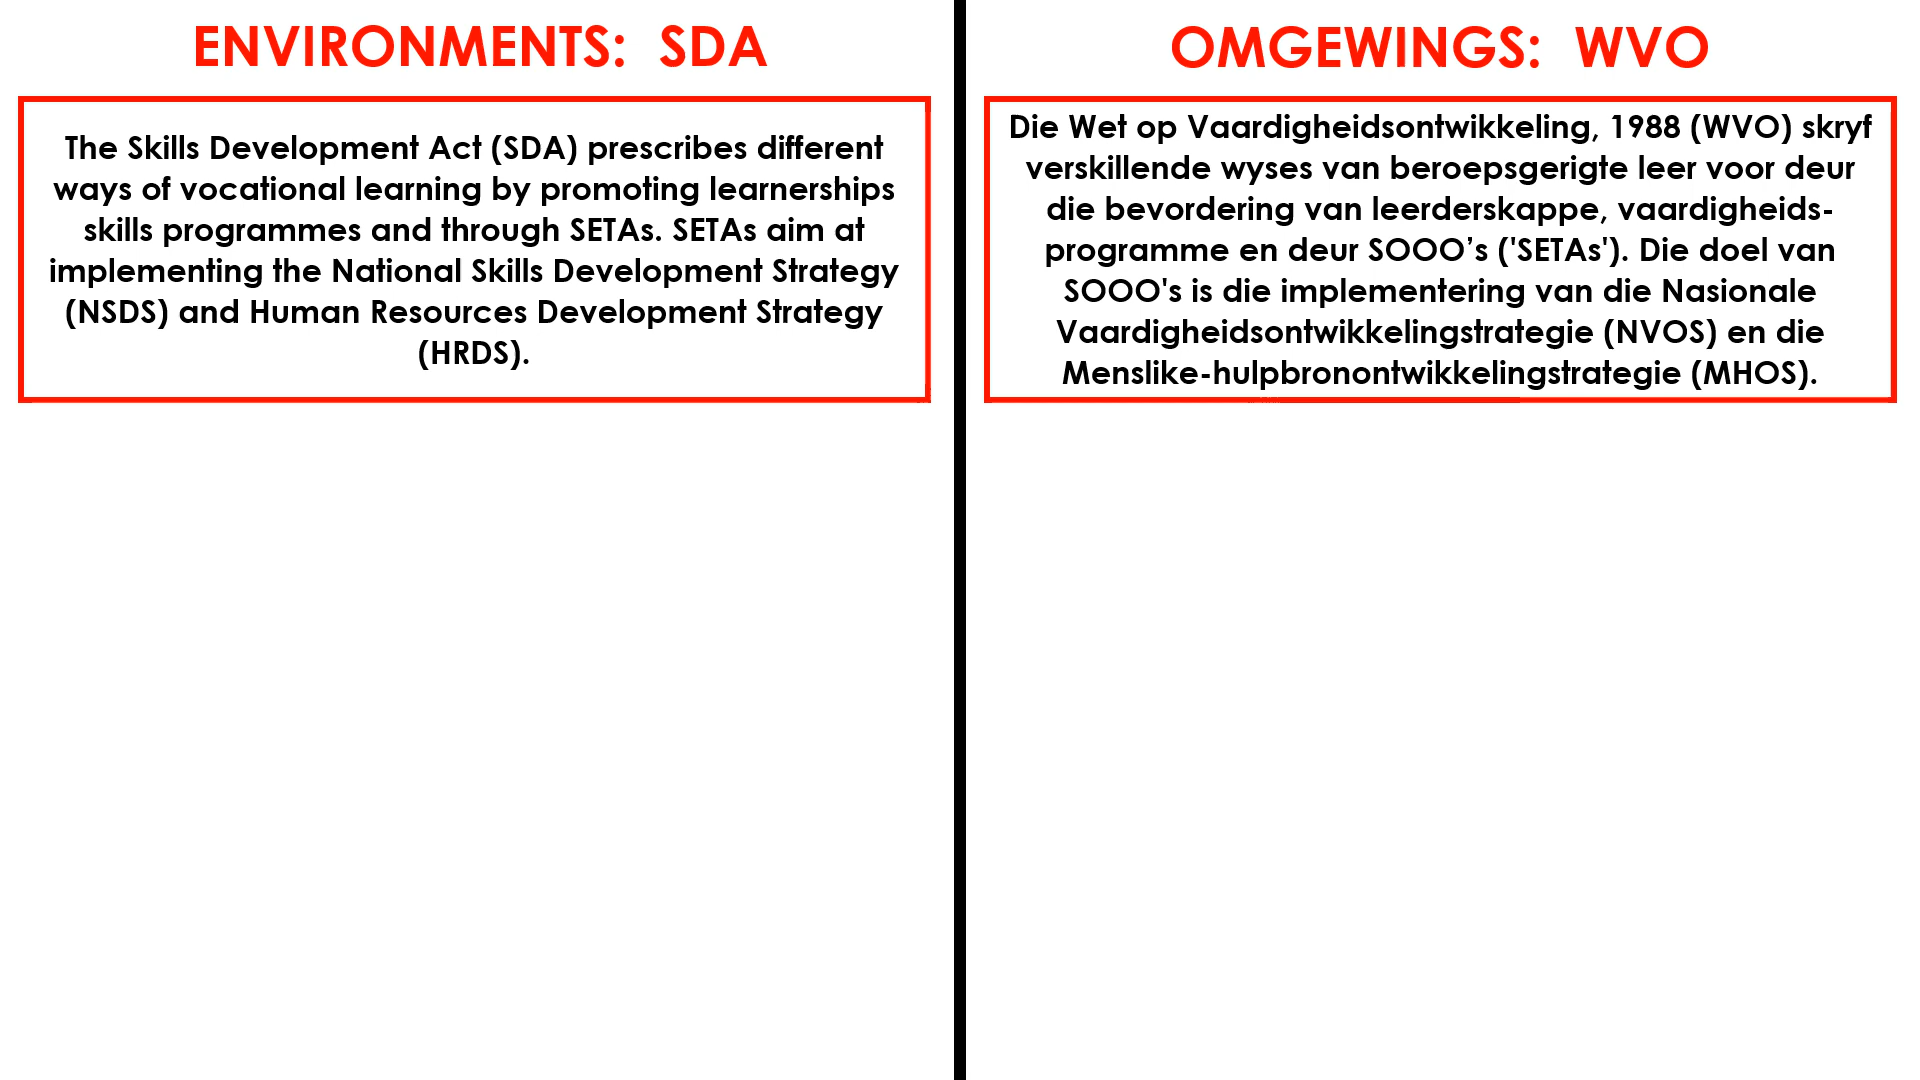 ENVIRONMENTS: SDA
The Skills Development Act (SDA) prescribes different
ways of vocational learning by promoting learnerships
skills programmes and through SETAs. SETAs aim at
implementing the National Skills Development Strategy
(NSDS) and Human Resources Development Strategy
(HRDS).
OMGEWINGS: WVO
Die Wet op Vaardigheidsontwikkeling, 1988 (WVO) skryf
verskillende wyses van beroepsgerigte leer voor deur
die bevordering van leerderskappe, vaardigheids-
programme en deur SOOO’s ('SETAs'). Die doel van
SOOO's is die implementering van die Nasionale
Vaardigheidsontwikkelingstrategie (NVOS) en die
Menslike-hulpbronontwikkelingstrategie (MHOS).